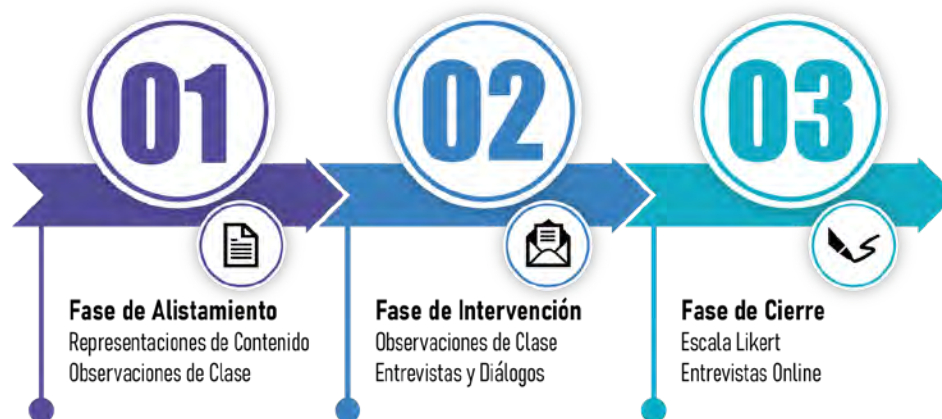 01
Fase de Alistamiento
Representaciones de Contenido
Observaciones de Clase
02
Fase de Intervención
Observaciones de Clase
Entrevistas y Diálogos
03
Fase de Cierre
Escala Likert
Entrevistas Online